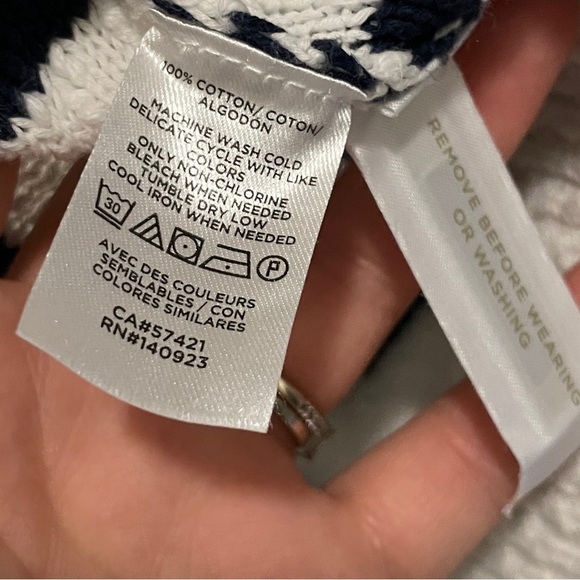 100% COTTON/ COTON/
ALGODÓN
MACHINE WASH COLD
DELICATE CYCLE WITH LIKE
COLORS
ONLY NON-CHLORINE
BLEACH WHEN NEEDED
TUMBLE DRY LOW
COOL IRON WHEN NEEDED
30
P
AVEC DES COULEURS
SEMBLABLES / CON
COLORES SIMILARES
CA#57421
RN#140923
REMOVE BEFORE WEARING
OR WASHING